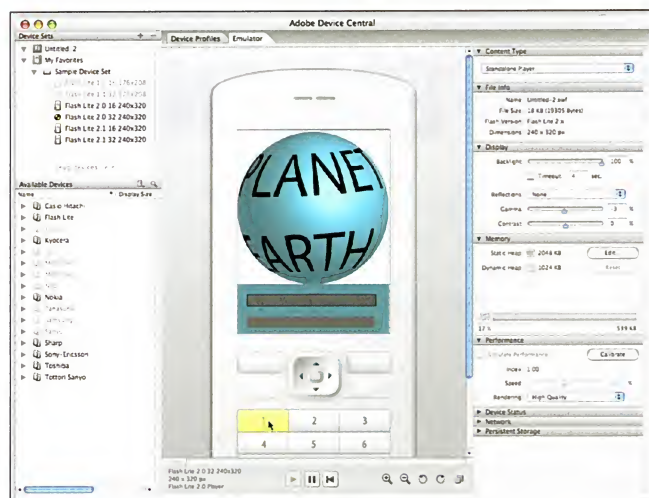 Adobe Device Central
Device Sets
Device Profiles
Emulator
Untitled-2
My Favorites
Sample Device Set
Flash Lite 2.0 16 240x320
Flash Lite 2.0 32 240x320
Flash Lite 2.1 16 240x320
Flash Lite 2.1 32 240x320
Available Devices
Name
Display Size
Casio Hitachi
Flash Lite
Kyocera
Nokia
Panasonic
Samsung
Sanyo
Sharp
Sony-Ericsson
Toshiba
Tottori Sanyo
PLANET
EARTH
1
2
3
4
5
6
Flash Lite 2.0 32 240x320
240 x 320 px
Flash Lite 2.0 Player
Content Type
Standalone Player
File Info
Name Untitled-2.swf
File Size 18 KB (19305 Bytes)
Flash Version Flash Lite 2.x
Dimensions 240 x 320 px
Display
Backlight 100 %
Timeout 4 sec.
Reflections None
Gamma %
Contrast %
Memory
Static Heap 2048 KB
Edit...
Dynamic Heap 1024 KB
Reset
12 %
539 KB
Performance
Calibrate
Index 1.00
Speed %
Rendering High Quality
Device Status
Network
Persistent Storage